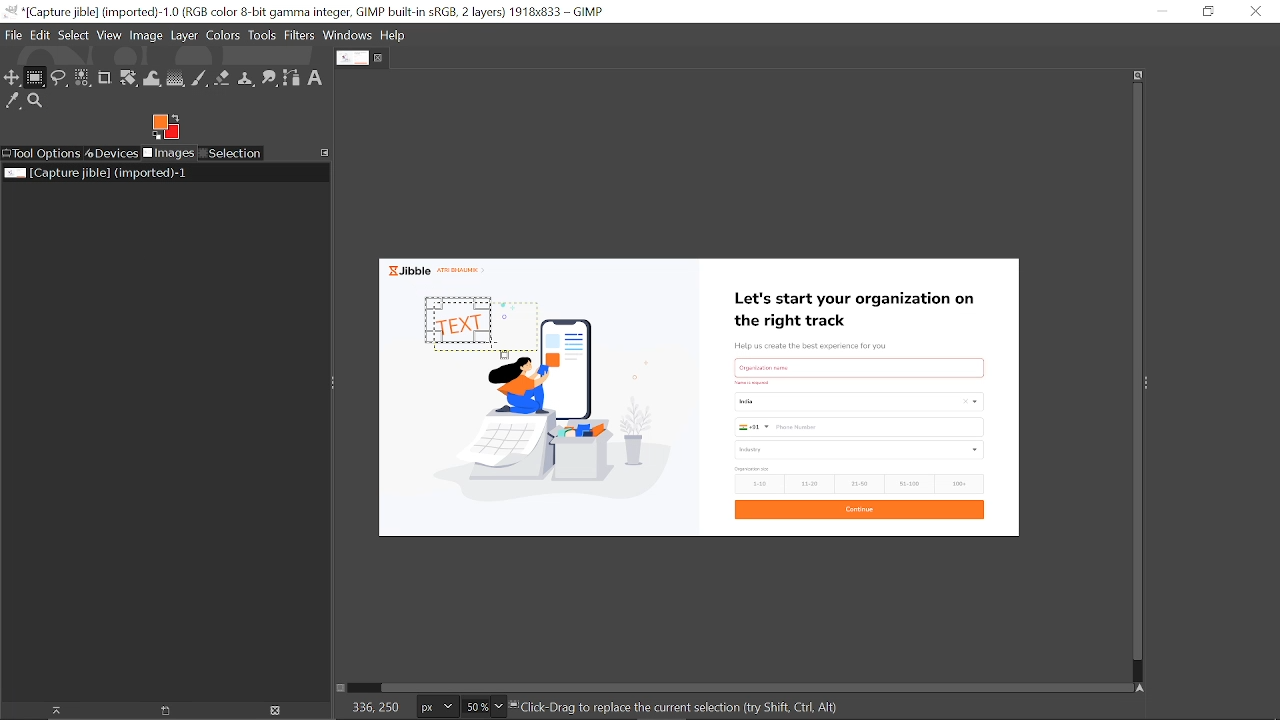 *[Capture jible] (imported)-1.0 (RGB color 8-bit gamma integer, GIMP built-in sRGB, 2 layers) 1918x833 – GIMP
File Edit Select View Image Layer Colors Tools Filters Windows Help
Tool Options Devices Images Selection
[Capture jible] (imported)-1
Jibble ATRI BHAUMIK
TEXT
Let's start your organization on
the right track
Help us create the best experience for you
Organization name
Name is required
India
+91 Phone Number
Industry
Organization size
1-10 11-20 21-50 51-100 100+
Continue
336, 250 px 50 % Click-Drag to replace the current selection (try Shift, Ctrl, Alt)